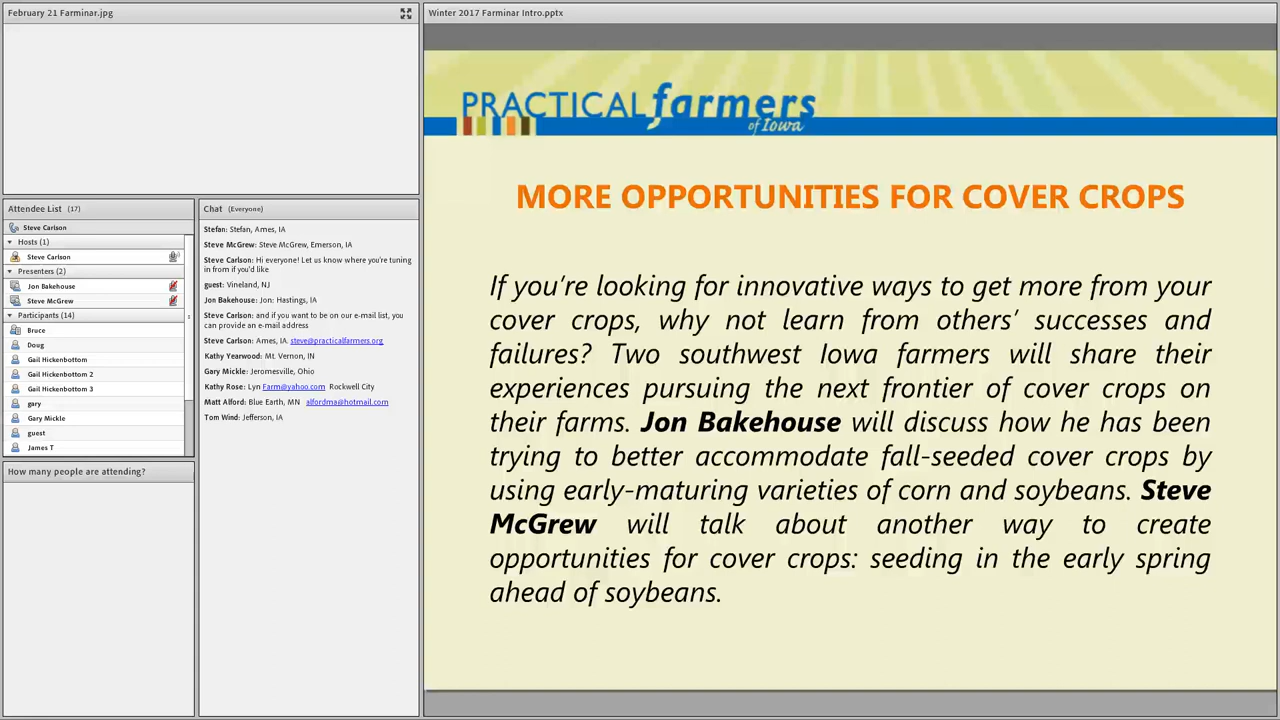 February 21 Farminar.jpg
Winter 2017 Farminar Intro.pptx
PRACTICAL farmers
of Iowa
MORE OPPORTUNITIES FOR COVER CROPS
If you're looking for innovative ways to get more from your
cover crops, why not learn from others' successes and
failures? Two southwest Iowa farmers will share their
experiences pursuing the next frontier of cover crops on
their farms. Jon Bakehouse will discuss how he has been
trying to better accommodate fall-seeded cover crops by
using early-maturing varieties of corn and soybeans. Steve
McGrew will talk about another way to create
opportunities for cover crops: seeding in the early spring
ahead of soybeans.
Attendee List (17)
Steve Carlson
Hosts (1)
Steve Carlson
Presenters (2)
Jon Bakehouse
Steve McGrew
Participants (14)
Bruce
Doug
Gail Hickenbottom
Gail Hickenbottom 2
Gail Hickenbottom 3
gary
Gary Mickle
guest
James T
How many people are attending?
Chat (Everyone)
Stefan: Stefan, Ames, IA
Steve McGrew: Steve McGrew, Emerson, IA
Steve Carlson: Hi everyone! Let us know where you're tuning
in from if you'd like
guest: Vineland, NJ
Jon Bakehouse: Jon: Hastings, IA
Steve Carlson: and if you want to be on our e-mail list, you
can provide an e-mail address
Steve Carlson: Ames, IA steve@practicalfarmers.org
Kathy Yearwood: Mt. Vernon, IN
Gary Mickle: Jeromesville, Ohio
Kathy Rose: Lyn Farm@yahoo.com Rockwell City
Matt Alford: Blue Earth, MN alfordma@hotmail.com
Tom Wind: Jefferson, IA